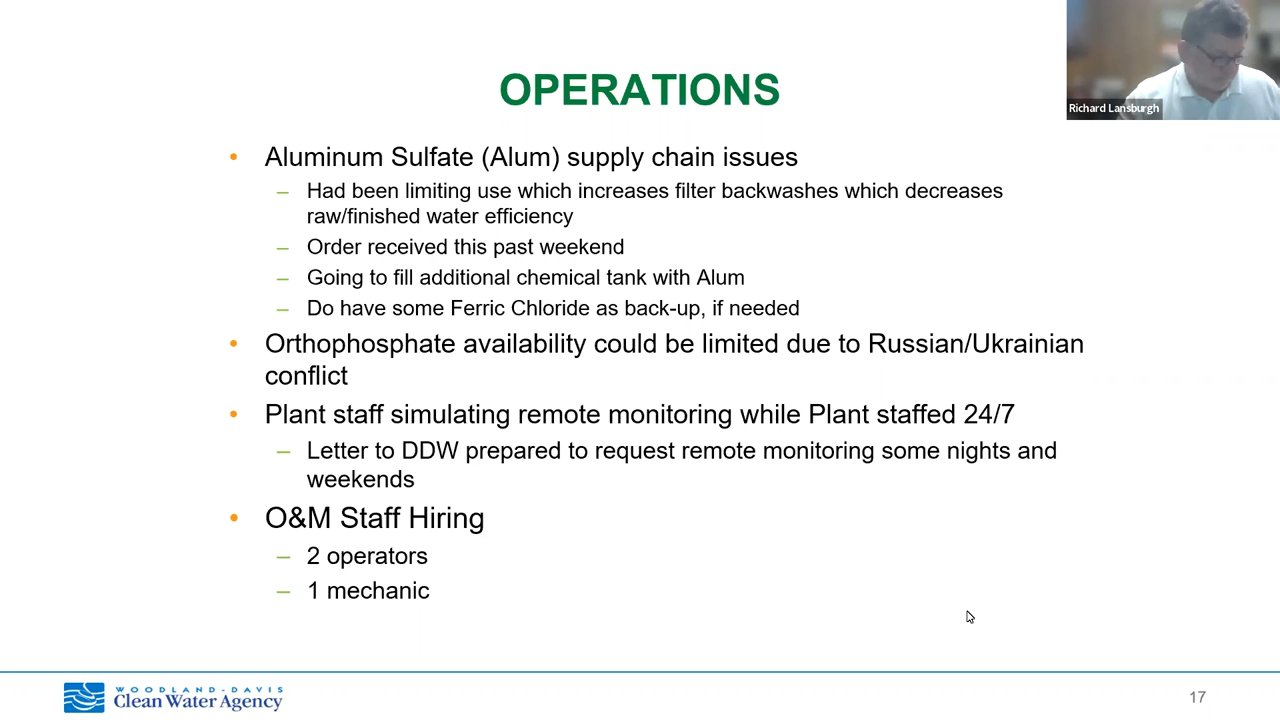 OPERATIONS
Richard Lansburgh
• Aluminum Sulfate (Alum) supply chain issues
– Had been limiting use which increases filter backwashes which decreases
raw/finished water efficiency
– Order received this past weekend
– Going to fill additional chemical tank with Alum
– Do have some Ferric Chloride as back-up, if needed
• Orthophosphate availability could be limited due to Russian/Ukrainian
conflict
• Plant staff simulating remote monitoring while Plant staffed 24/7
– Letter to DDW prepared to request remote monitoring some nights and
weekends
• O&M Staff Hiring
– 2 operators
– 1 mechanic
WOODLAND-DAVIS
Clean Water Agency
17